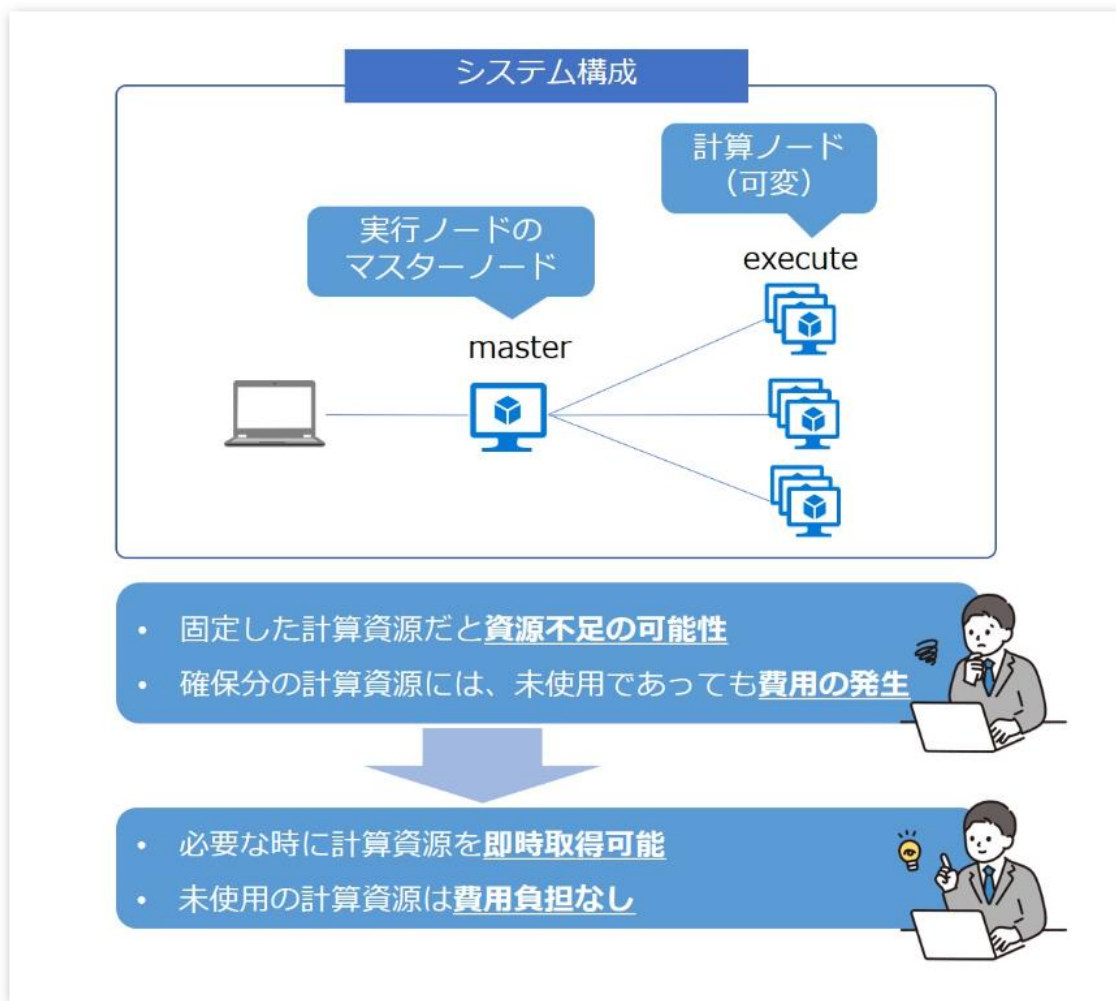 システム構成
計算ノード
（可変）
実行ノードの
マスターノード
execute
master
• 固定した計算資源だと資源不足の可能性
• 確保分の計算資源には、未使用であっても費用の発生
• 必要な時に計算資源を即時取得可能
• 未使用の計算資源は費用負担なし